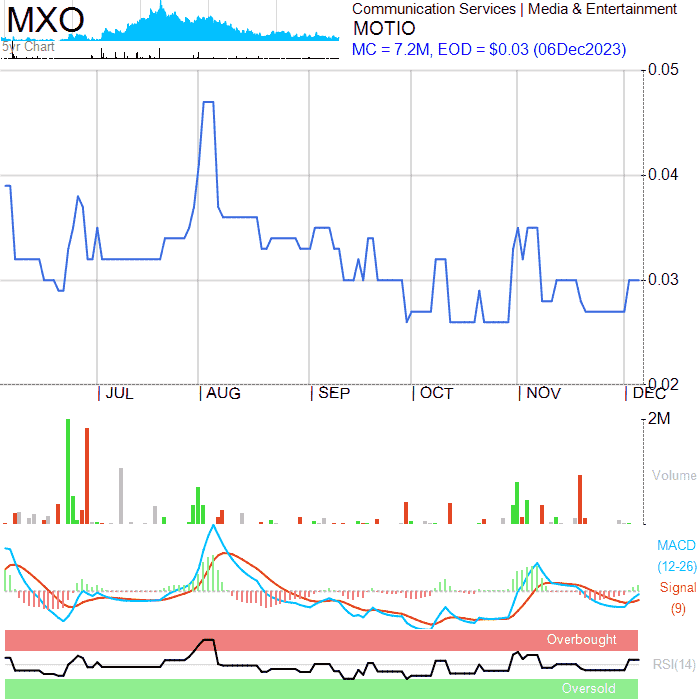 MXO
5yr Chart
Communication Services | Media & Entertainment
MOTIO
MC = 7.2M, EOD = $0.03 (06Dec2023)
0.05
0.04
0.03
0.02
JUL AUG SEP OCT NOV DEC
2M
Volume
MACD
(12-26)
Signal
(9)
Overbought
RSI(14)
Oversold